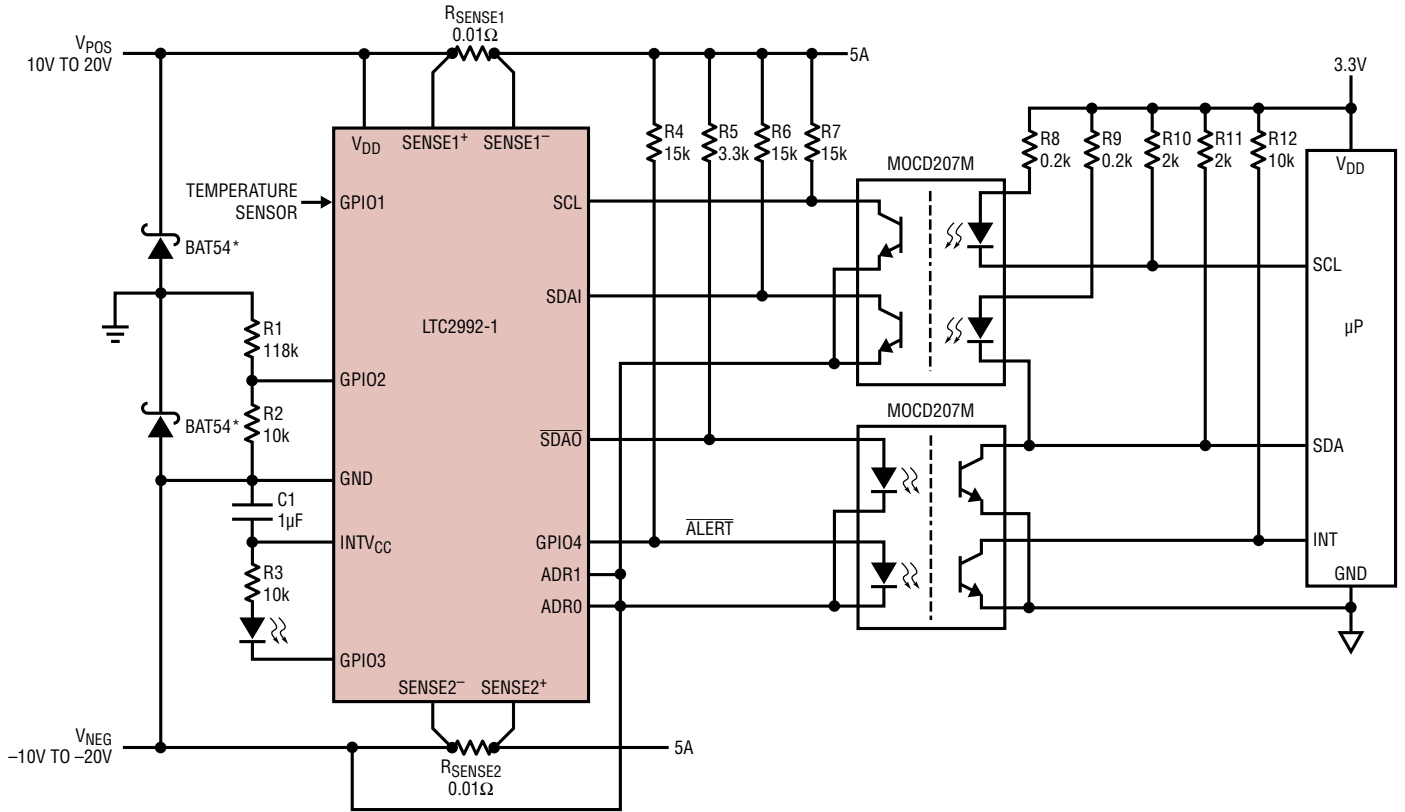 RSENSE1
0.01Ω
VPOS
10V TO 20V
5A
3.3V
VDD
SENSE1+
SENSE1–
R4
15k
R5
3.3k
R6
15k
R7
15k
MOCD207M
R8
0.2k
R9
0.2k
R10
2k
R11
2k
R12
10k
VDD
TEMPERATURE
SENSOR
GPIO1
SCL
BAT54*
SCL
SDAI
LTC2992-1
µP
R1
118k
GPIO2
R2
10k
BAT54*
MOCD207M
SDAO
SDA
GND
C1
1µF
ALERT
INTVCC
GPIO4
INT
R3
10k
ADR1
GND
ADR0
GPIO3
SENSE2–
SENSE2+
VNEG
–10V TO –20V
5A
RSENSE2
0.01Ω